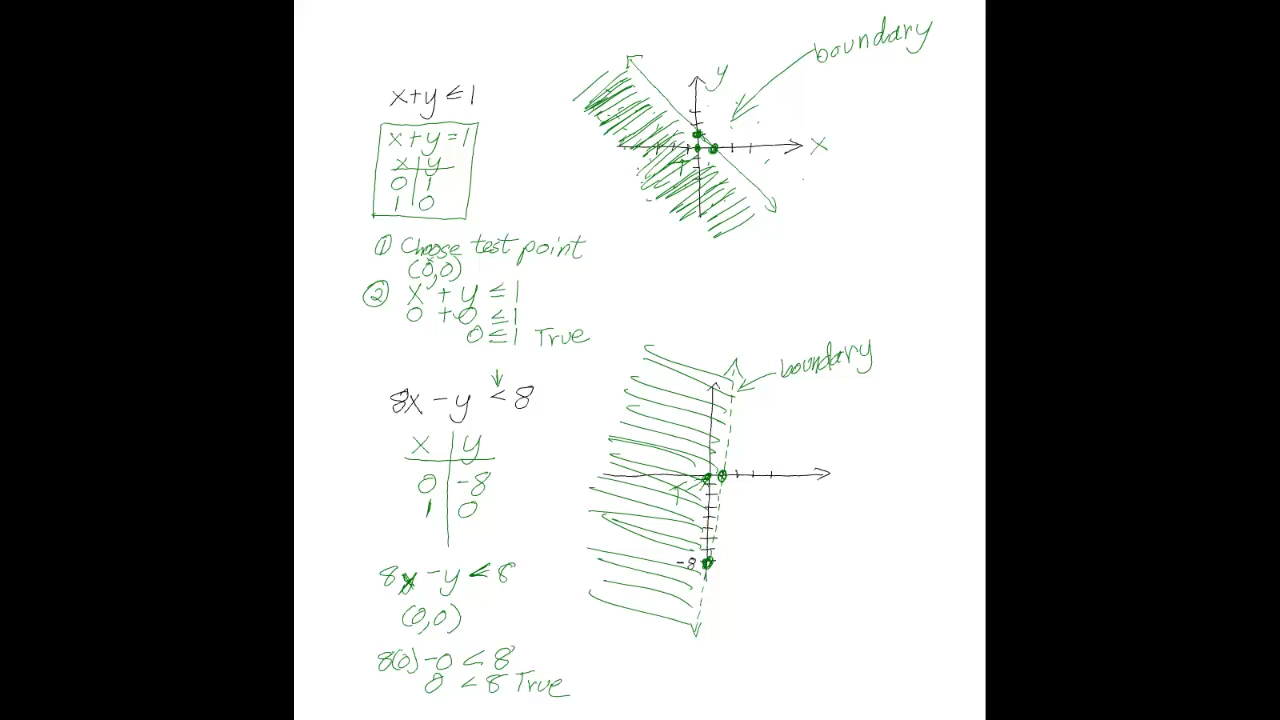 boundary
y
x+y ≤ 1
x + y = 1
x y
0 1
1 0
x
① Choose test point
(0,0)
② x + y ≤ 1
0 + 0 ≤ 1
0 ≤ 1 True
T
boundary
8x - y < 8
x y
0 -8
1 0
T
-8
8x - y < 8
(0,0)
8(0) - 0 < 8
8 < 8 True